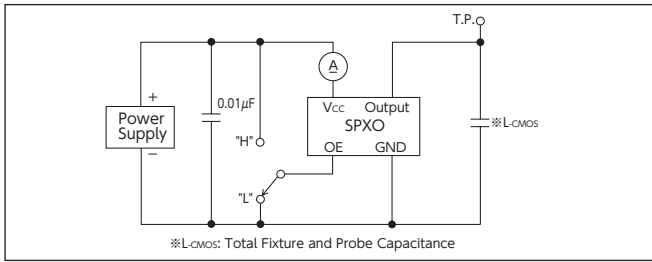 T.P.
A
+
0.01μF
Vcc Output
※L-CMOS
Power
Supply
SPXO
"H"
OE GND
−
"L"
※L-CMOS: Total Fixture and Probe Capacitance